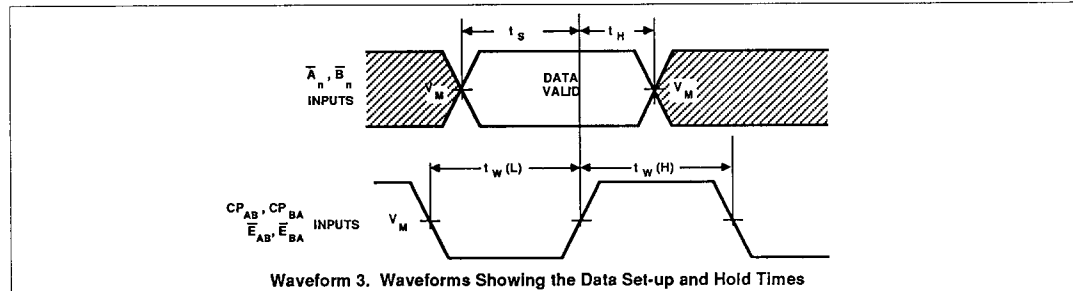 t S
t H
A̅ n , B̅ n
INPUTS
V M
DATA
VALID
V M
t W (L)
t W (H)
CP AB , CP BA
E̅ AB , E̅ BA INPUTS
V M
Waveform 3. Waveforms Showing the Data Set-up and Hold Times